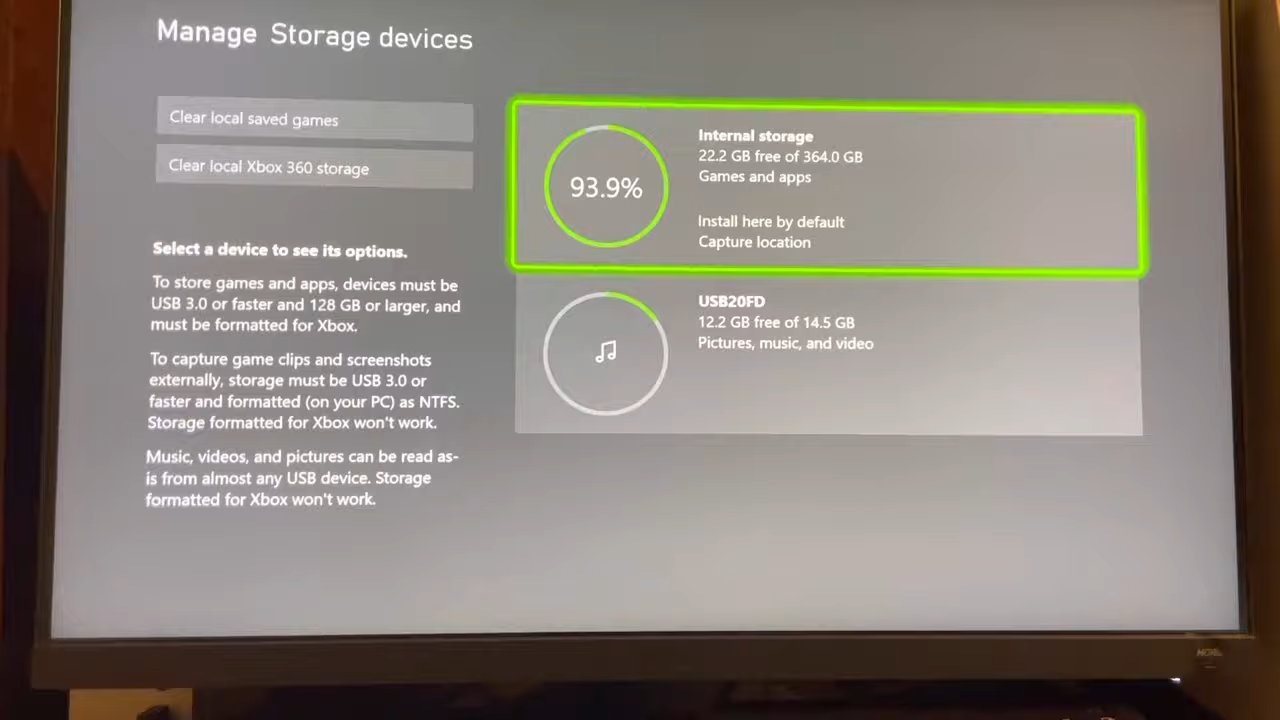 Manage Storage devices
Clear local saved games
Clear local Xbox 360 storage
Select a device to see its options.
To store games and apps, devices must be
USB 3.0 or faster and 128 GB or larger, and
must be formatted for Xbox.
To capture game clips and screenshots
externally, storage must be USB 3.0 or
faster and formatted (on your PC) as NTFS.
Storage formatted for Xbox won't work.
Music, videos, and pictures can be read as-
is from almost any USB device. Storage
formatted for Xbox won't work.
93.9%
Internal storage
22.2 GB free of 364.0 GB
Games and apps
Install here by default
Capture location
USB20FD
12.2 GB free of 14.5 GB
Pictures, music, and video